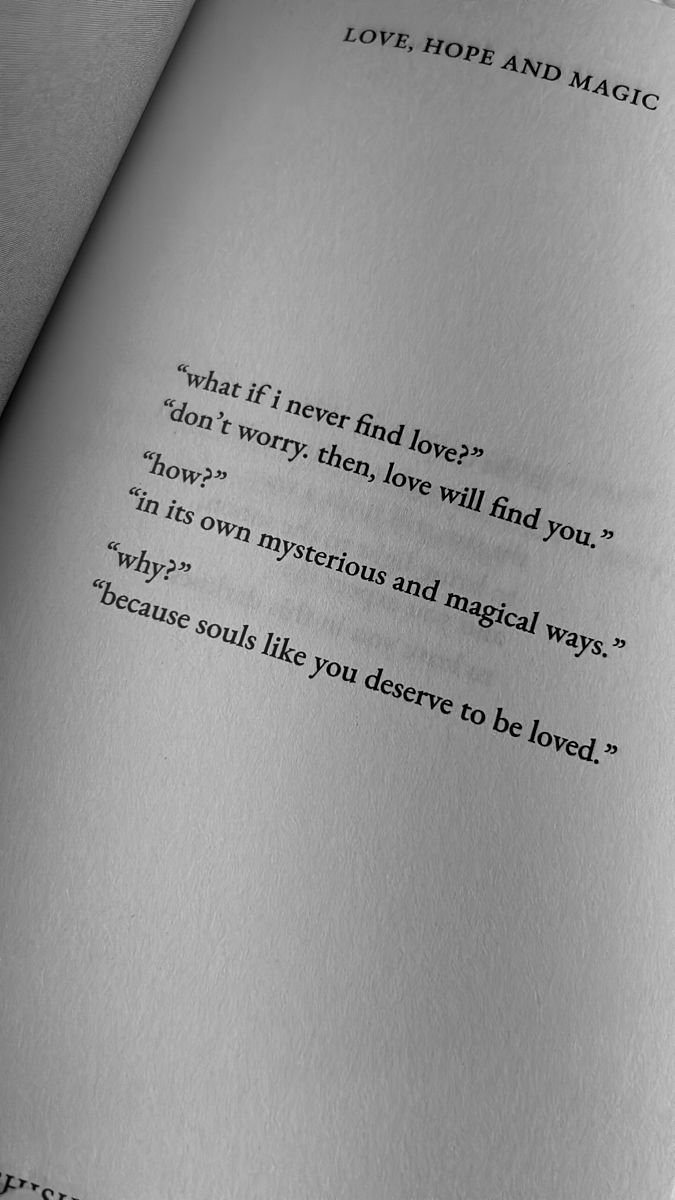 LOVE, HOPE AND MAGIC
“what if i never find love?”
“don’t worry. then, love will find you.”
“how?”
“in its own mysterious and magical ways.”
“why?”
“because souls like you deserve to be loved.”